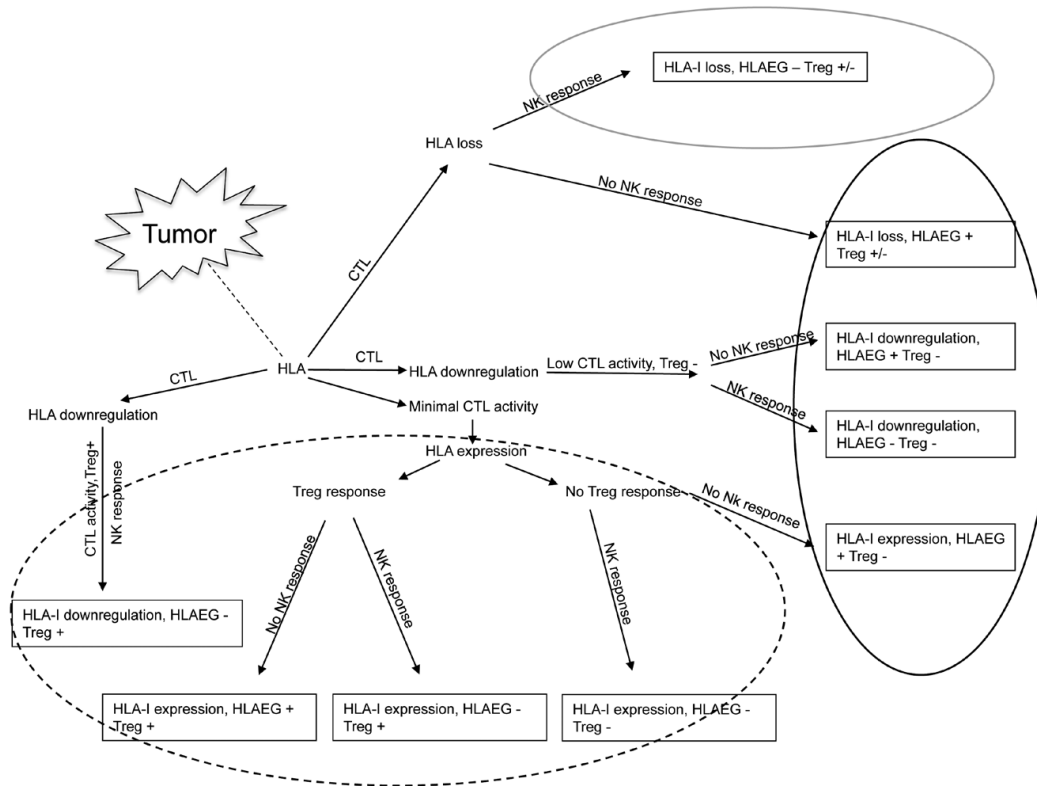 HLA-I loss, HLAEG – Treg +/-
NK response
HLA loss
No NK response
Tumor
HLA-I loss, HLAEG +
Treg +/-
CTL
HLA-I downregulation,
HLAEG + Treg -
No NK response
HLA
CTL
HLA downregulation
Low CTL activity, Treg -
CTL
NK response
HLA downregulation
Minimal CTL activity
HLA-I downregulation,
HLAEG - Treg -
HLA expression
CTL activity,Treg+
NK response
Treg response
No Treg response
No Nk response
HLA-I expression, HLAEG
+ Treg -
No NK response
NK response
NK response
HLA-I downregulation, HLAEG -
Treg +
HLA-I expression, HLAEG +
Treg +
HLA-I expression, HLAEG -
Treg +
HLA-I expression, HLAEG -
Treg -